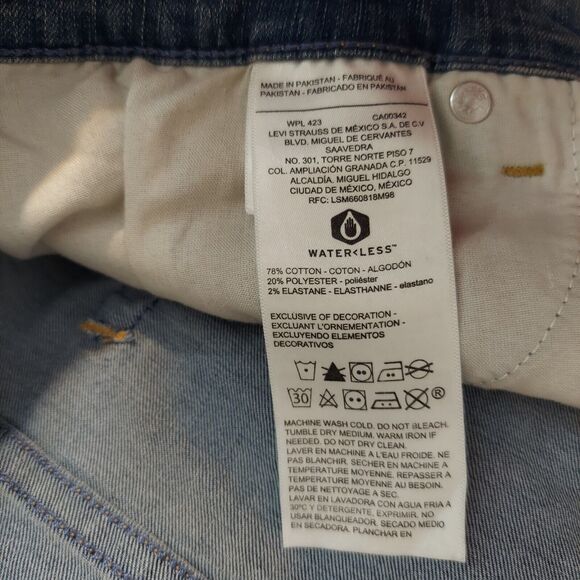 MADE IN PAKISTAN - FABRIQUÉ AU
PAKISTAN - FABRICADO EN PAKISTAN
WPL 423 CA00342
LEVI STRAUSS DE MÉXICO S.A. DE C.V
BLVD. MIGUEL DE CERVANTES
SAAVEDRA
NO. 301, TORRE NORTE PISO 7
COL. AMPLIACIÓN GRANADA C.P. 11529
ALCALDÍA. MIGUEL HIDALGO
CIUDAD DE MÉXICO, MÉXICO
RFC: LSM660818M98
WATER<LESS™
78% COTTON - COTON - ALGODÓN
20% POLYESTER - poliéster
2% ELASTANE - ELASTHANNE - elastano
EXCLUSIVE OF DECORATION -
EXCLUANT L'ORNEMENTATION -
EXCLUYENDO ELEMENTOS
DECORATIVOS
30 ®
MACHINE WASH COLD. DO NOT BLEACH.
TUMBLE DRY MEDIUM. WARM IRON IF
NEEDED. DO NOT DRY CLEAN.
LAVER EN MACHINE A L'EAU FROIDE. NE
PAS BLANCHIR. SECHER EN MACHINE A
TEMPERATURE MOYENNE. REPASSER A
TEMPERATURE MOYENNE AU BESOIN.
PAS DE NETTOYAGE A SEC.
LAVAR EN LAVADORA CON AGUA FRIA A
30ºC Y DETERGENTE, EXPRIMIR. NO
USAR BLANQUEADOR. SECADO MEDIO
EN SECADORA. PLANCHAR EN